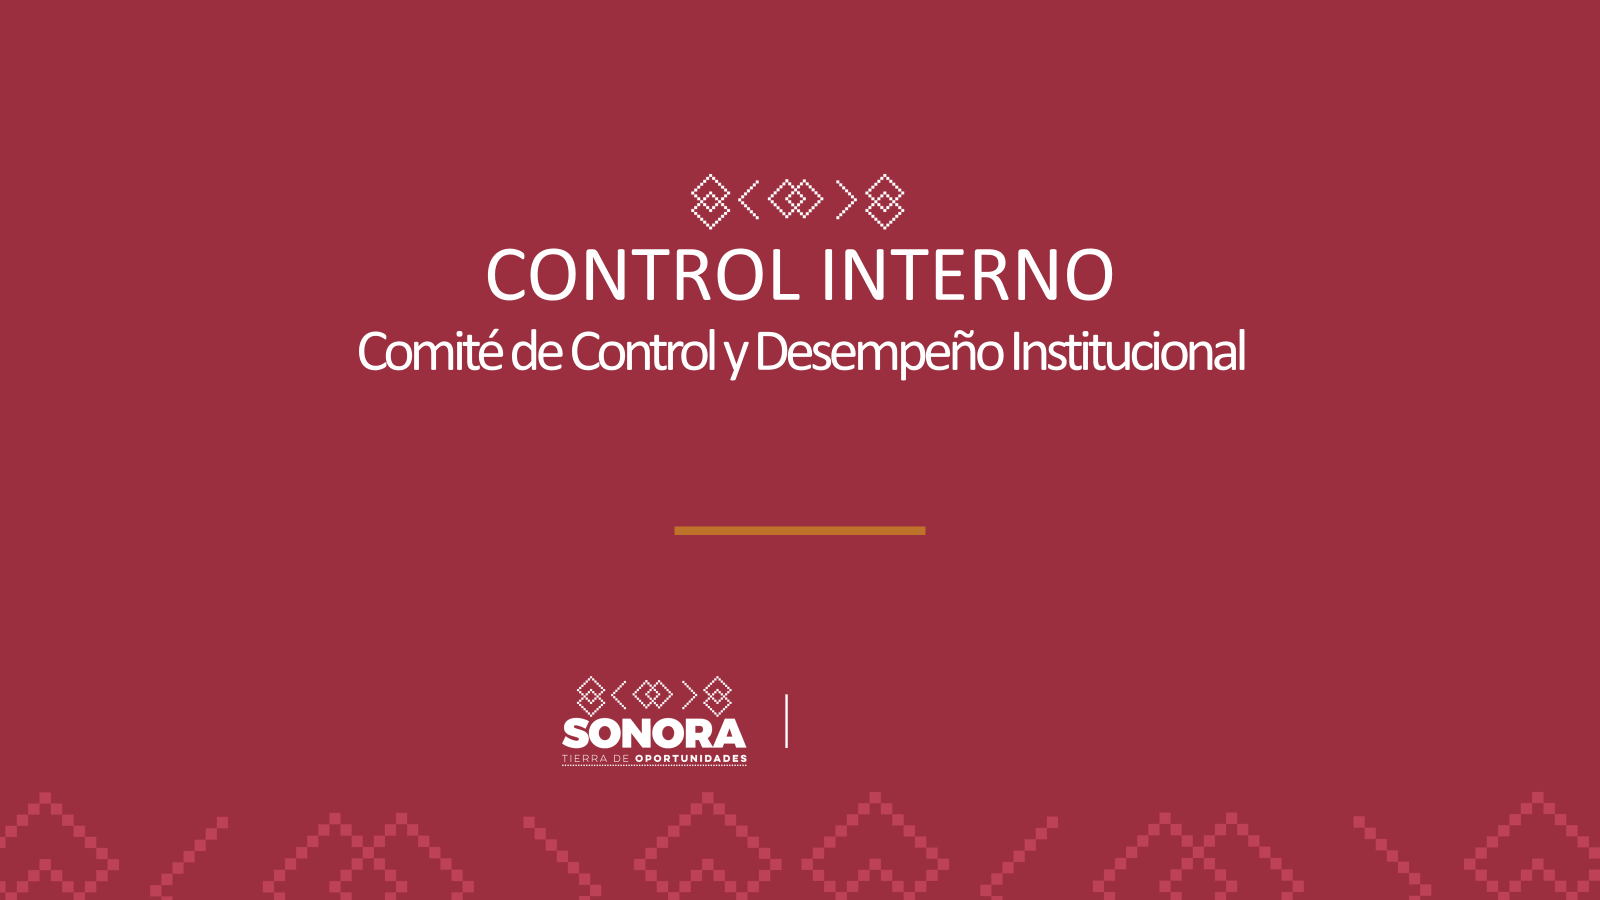 CONTROL INTERNO
Comité de Control y Desempeño Institucional
SONORA
TIERRA DE OPORTUNIDADES